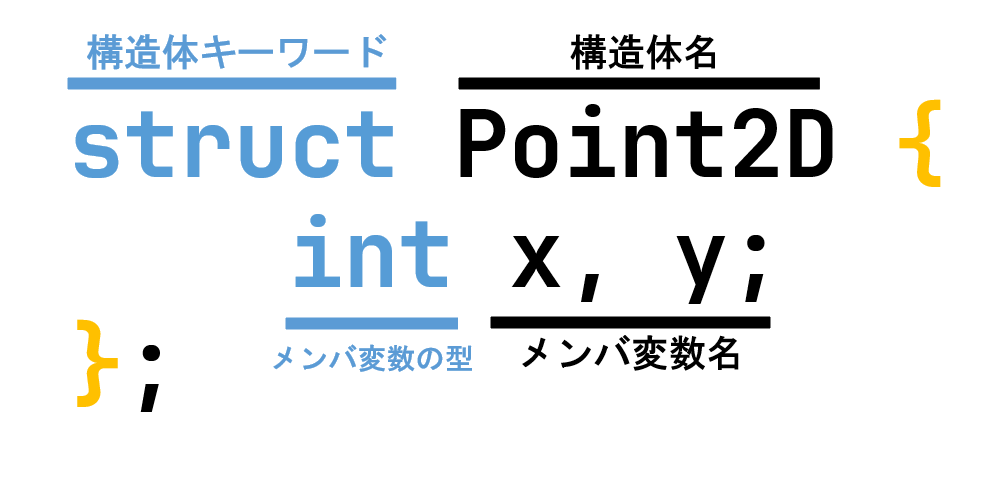 構造体キーワード 構造体名
struct Point2D {
int x, y;
メンバ変数の型 メンバ変数名
};